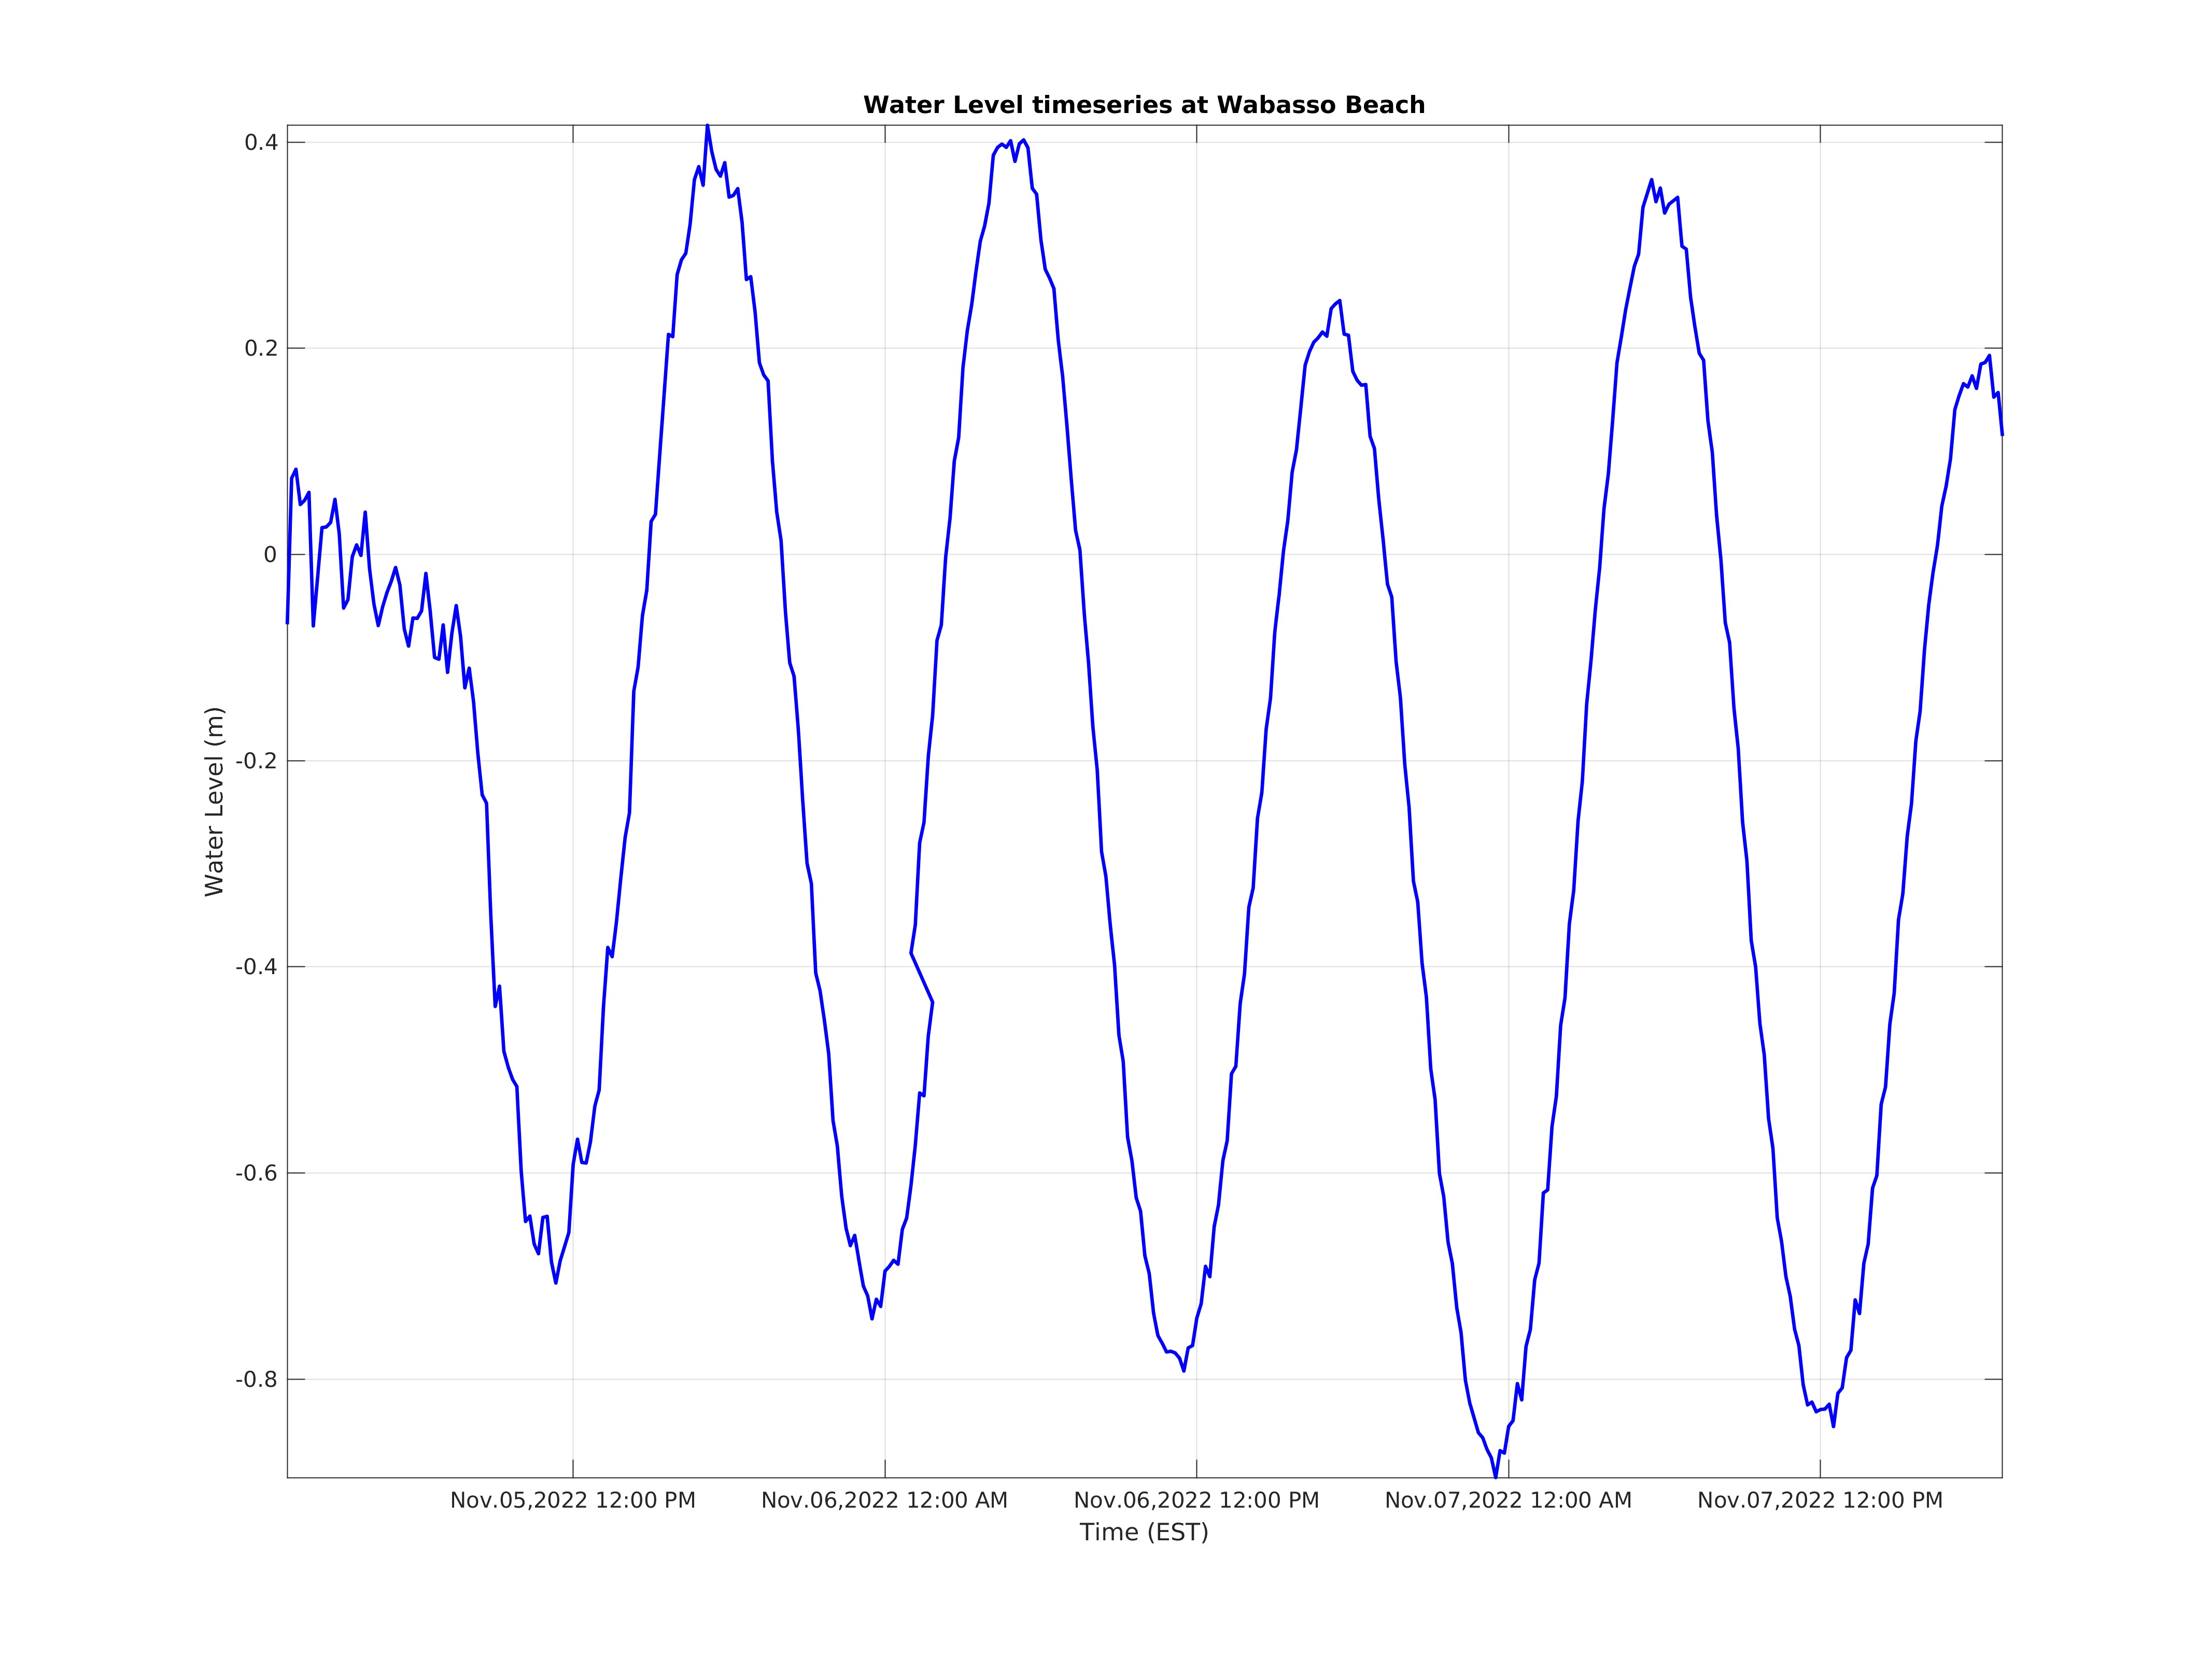 Water Level timeseries at Wabasso Beach
0.4
0.2
0
-0.2
-0.4
-0.6
-0.8
Water Level (m)
Nov.05,2022 12:00 PM
Nov.06,2022 12:00 AM
Nov.06,2022 12:00 PM
Nov.07,2022 12:00 AM
Nov.07,2022 12:00 PM
Time (EST)